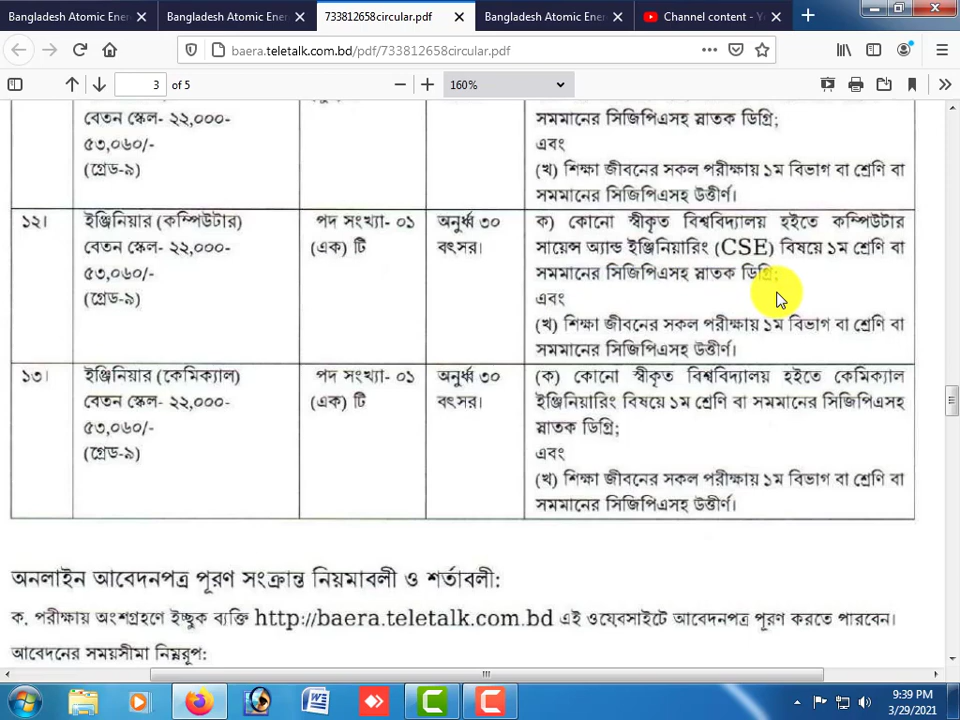 Bangladesh Atomic Ener
Bangladesh Atomic Ener
733812658circular.pdf
Bangladesh Atomic Ener
Channel content - Y
baera.teletalk.com.bd/pdf/733812658circular.pdf
3 of 5
160%
বেতন স্কেল- ২২,০০০-
৫৩,০৬০/-
(গ্রেড-৯)
সমমানের সিজিপিএসহ স্নাতক ডিগ্রি;
এবং
(খ) শিক্ষা জীবনের সকল পরীক্ষায় ১ম বিভাগ বা শ্রেণি বা
সমমানের সিজিপিএসহ উত্তীর্ণ।
১২।
ইঞ্জিনিয়ার (কম্পিউটার)
বেতন স্কেল- ২২,০০০-
৫৩,০৬০/-
(গ্রেড-৯)
পদ সংখ্যা- ০১
(এক) টি
অনুর্ধ্ব ৩০
বৎসর।
ক) কোনো স্বীকৃত বিশ্ববিদ্যালয় হইতে কম্পিউটার
সায়েন্স অ্যান্ড ইঞ্জিনিয়ারিং (CSE) বিষয়ে ১ম শ্রেণি বা
সমমানের সিজিপিএসহ স্নাতক ডিগ্রি;
এবং
(খ) শিক্ষা জীবনের সকল পরীক্ষায় ১ম বিভাগ বা শ্রেণি বা
সমমানের সিজিপিএসহ উত্তীর্ণ।
১৩।
ইঞ্জিনিয়ার (কেমিক্যাল)
বেতন স্কেল- ২২,০০০-
৫৩,০৬০/-
(গ্রেড-৯)
পদ সংখ্যা- ০১
(এক) টি
অনুর্ধ্ব ৩০
বৎসর।
(ক) কোনো স্বীকৃত বিশ্ববিদ্যালয় হইতে কেমিক্যাল
ইঞ্জিনিয়ারিং বিষয়ে ১ম শ্রেণি বা সমমানের সিজিপিএসহ
স্নাতক ডিগ্রি;
এবং
(খ) শিক্ষা জীবনের সকল পরীক্ষায় ১ম বিভাগ বা শ্রেণি বা
সমমানের সিজিপিএসহ উত্তীর্ণ।
অনলাইন আবেদনপত্র পূরণ সংক্রান্ত নিয়মাবলী ও শর্তাবলী:
ক. পরীক্ষায় অংশগ্রহণে ইচ্ছুক ব্যক্তি http://baera.teletalk.com.bd এই ওয়েবসাইটে আবেদনপত্র পূরণ করতে পারবেন।
আবেদনের সময়সীমা নিম্নরূপ:
9:39 PM
3/29/2021